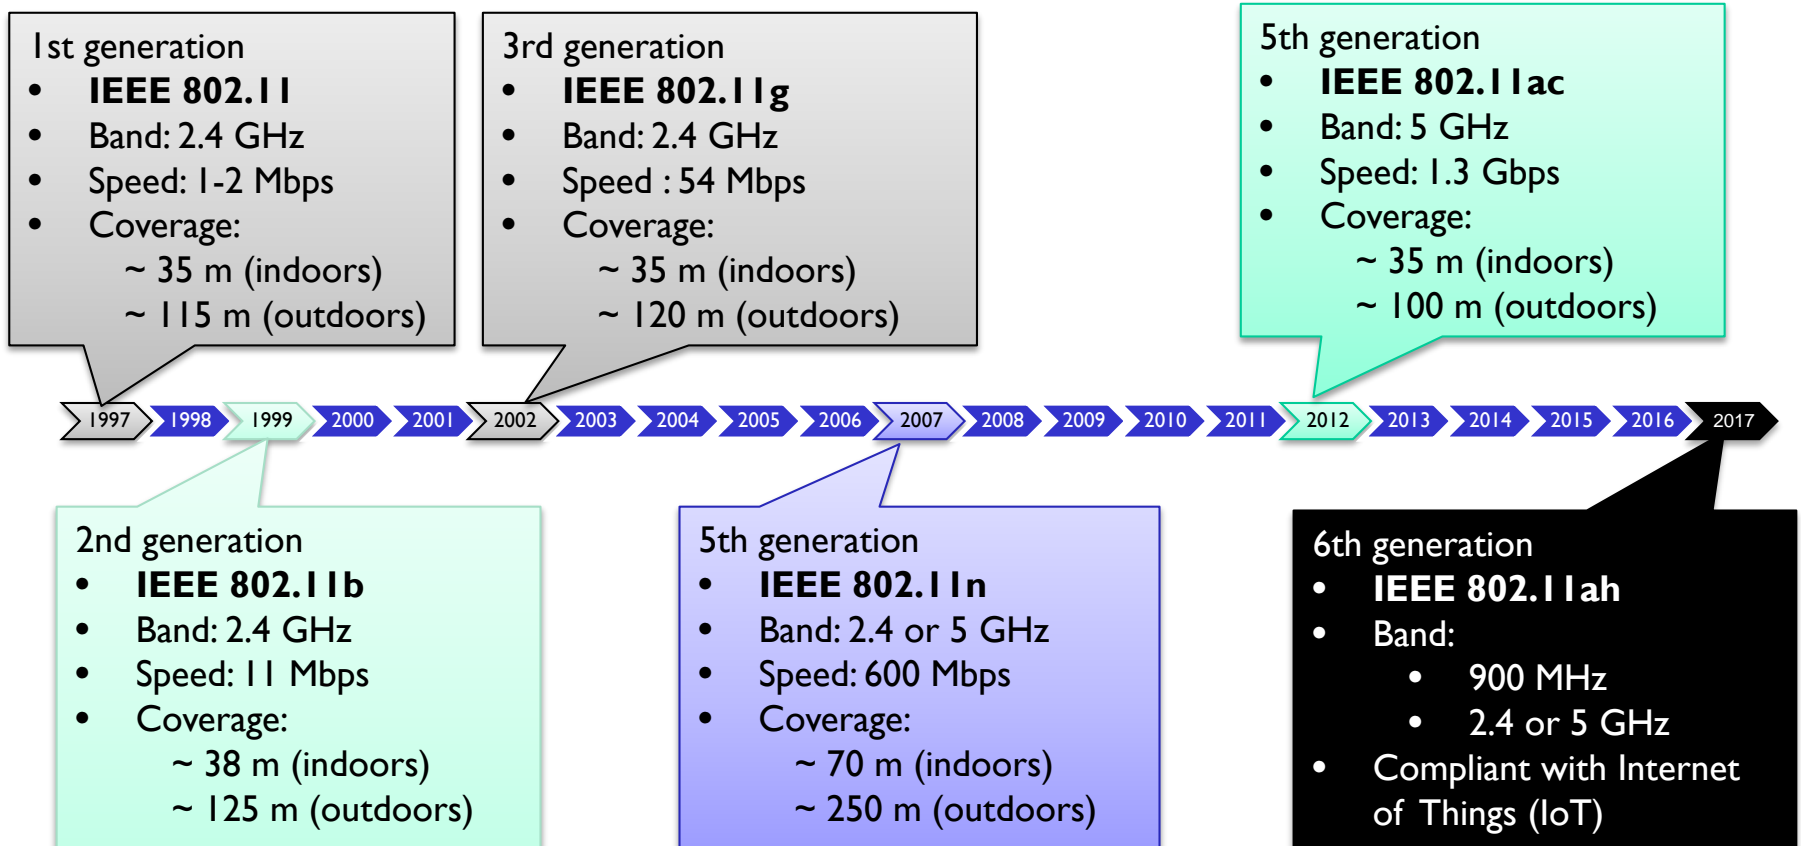 1st generation
• IEEE 802.11
• Band: 2.4 GHz
• Speed: 1-2 Mbps
• Coverage:
~ 35 m (indoors)
~ 115 m (outdoors)
3rd generation
• IEEE 802.11g
• Band: 2.4 GHz
• Speed : 54 Mbps
• Coverage:
~ 35 m (indoors)
~ 120 m (outdoors)
5th generation
• IEEE 802.11ac
• Band: 5 GHz
• Speed: 1.3 Gbps
• Coverage:
~ 35 m (indoors)
~ 100 m (outdoors)
1997 1998 1999 2000 2001 2002 2003 2004 2005 2006 2007 2008 2009 2010 2011 2012 2013 2014 2015 2016 2017
2nd generation
• IEEE 802.11b
• Band: 2.4 GHz
• Speed: 11 Mbps
• Coverage:
~ 38 m (indoors)
~ 125 m (outdoors)
5th generation
• IEEE 802.11n
• Band: 2.4 or 5 GHz
• Speed: 600 Mbps
• Coverage:
~ 70 m (indoors)
~ 250 m (outdoors)
6th generation
• IEEE 802.11ah
• Band:
• 900 MHz
• 2.4 or 5 GHz
• Compliant with Internet
of Things (IoT)